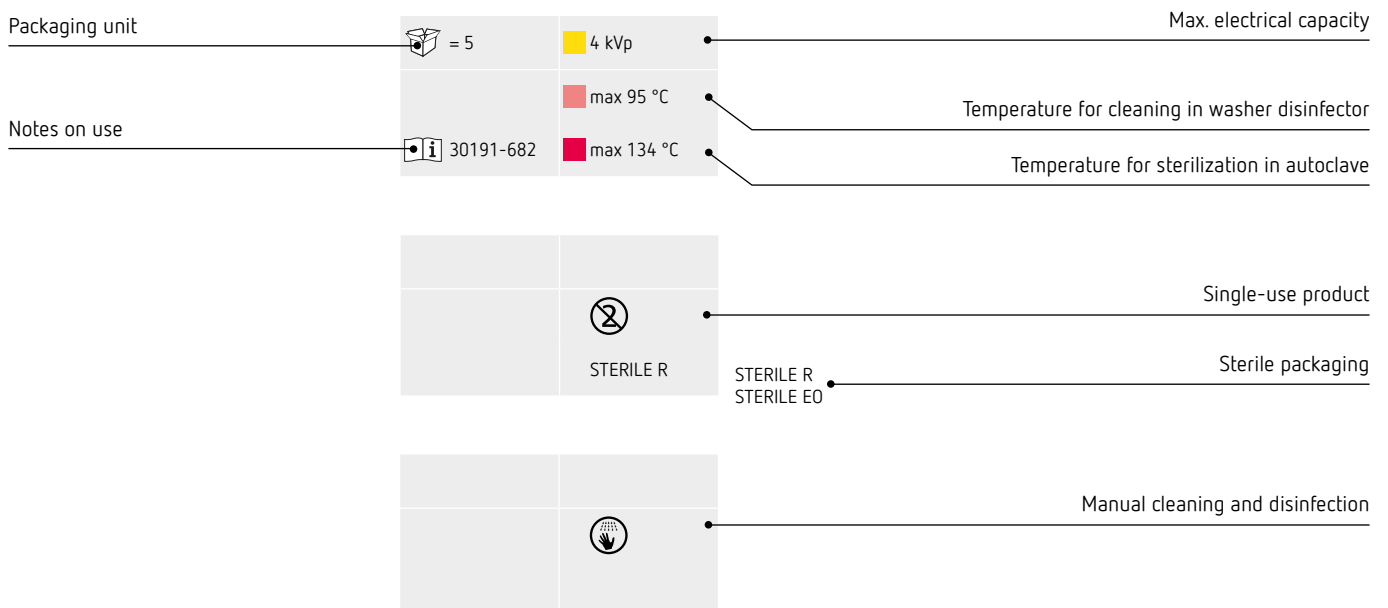 Packaging unit
= 5
4 kVp
Max. electrical capacity
max 95 °C
Temperature for cleaning in washer disinfector
Notes on use
i 30191-682
max 134 °C
Temperature for sterilization in autoclave
2
Single-use product
STERILE R
STERILE R
STERILE EO
Sterile packaging
Manual cleaning and disinfection